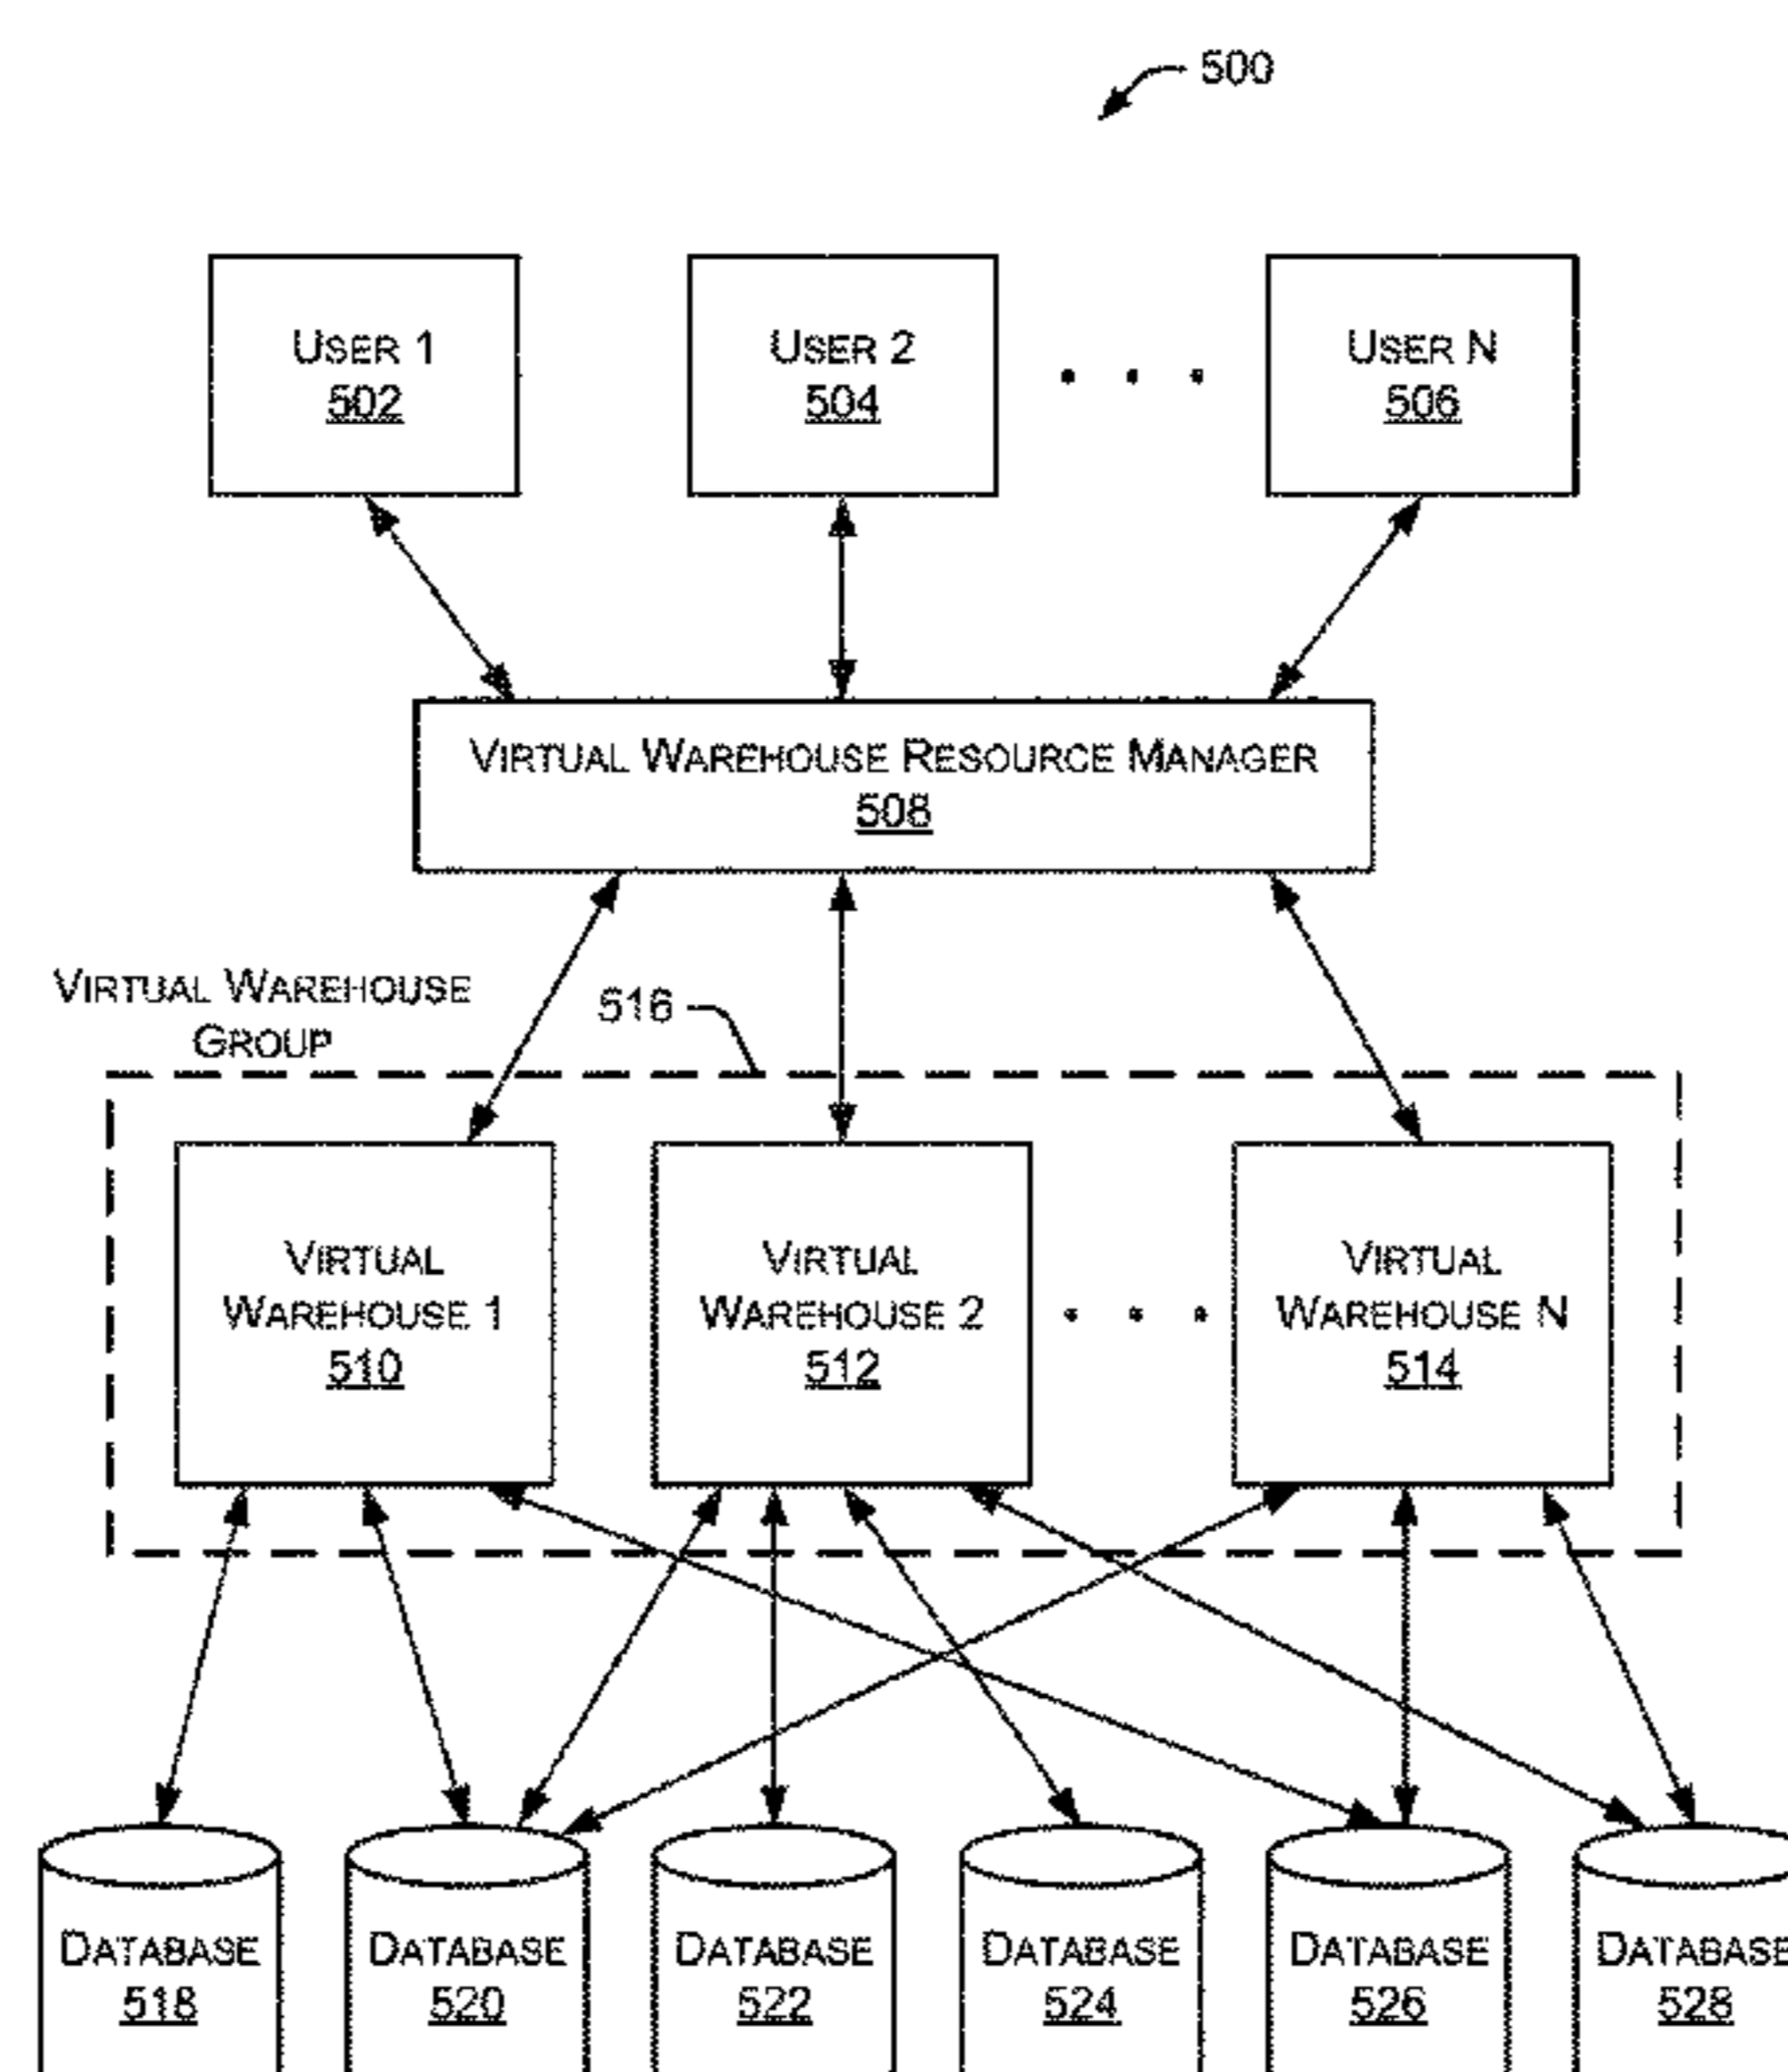 500
USER 1
502
USER 2
504
USER N
506
VIRTUAL WAREHOUSE RESOURCE MANAGER
508
VIRTUAL WAREHOUSE
GROUP
516
VIRTUAL
WAREHOUSE 1
510
VIRTUAL
WAREHOUSE 2
512
VIRTUAL
WAREHOUSE N
514
DATABASE
518
DATABASE
520
DATABASE
522
DATABASE
524
DATABASE
526
DATABASE
528